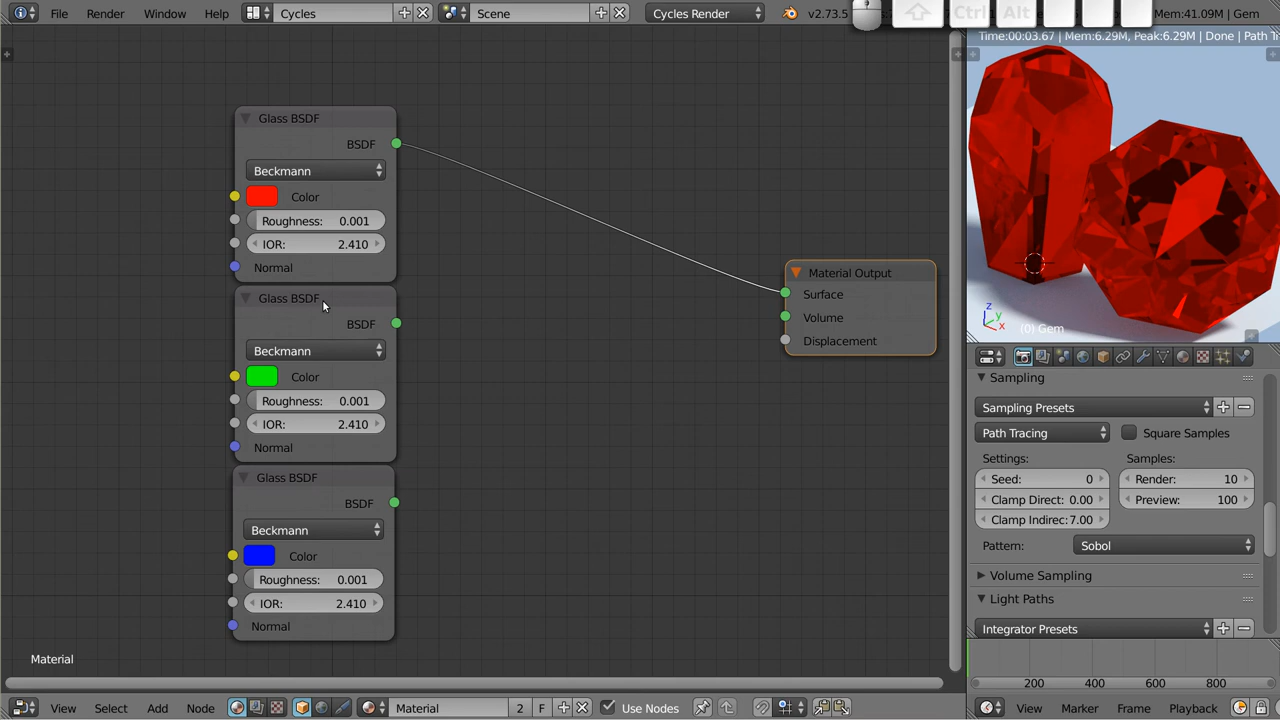 File Render Window Help Cycles Scene Cycles Render v2.73.5 Ctrl Alt Mem:41.09M | Gem
Time:00:03.67 | Mem:6.29M, Peak:6.29M | Done | Path
Glass BSDF
BSDF
Beckmann
Color
Roughness: 0.001
IOR: 2.410
Normal
Glass BSDF
BSDF
Beckmann
Color
Roughness: 0.001
IOR: 2.410
Normal
Glass BSDF
BSDF
Beckmann
Color
Roughness: 0.001
IOR: 2.410
Normal
Material Output
Surface
Volume
Displacement
z
y
x
(0) Gem
Sampling
Sampling Presets
Path Tracing Square Samples
Settings: Samples:
Seed: 0 Render: 10
Clamp Direct: 0.00 Preview: 100
Clamp Indirec: 7.00
Pattern: Sobol
Volume Sampling
Light Paths
Integrator Presets
Material
200 400 600 800
View Select Add Node Material 2 F Use Nodes View Marker Frame Playback